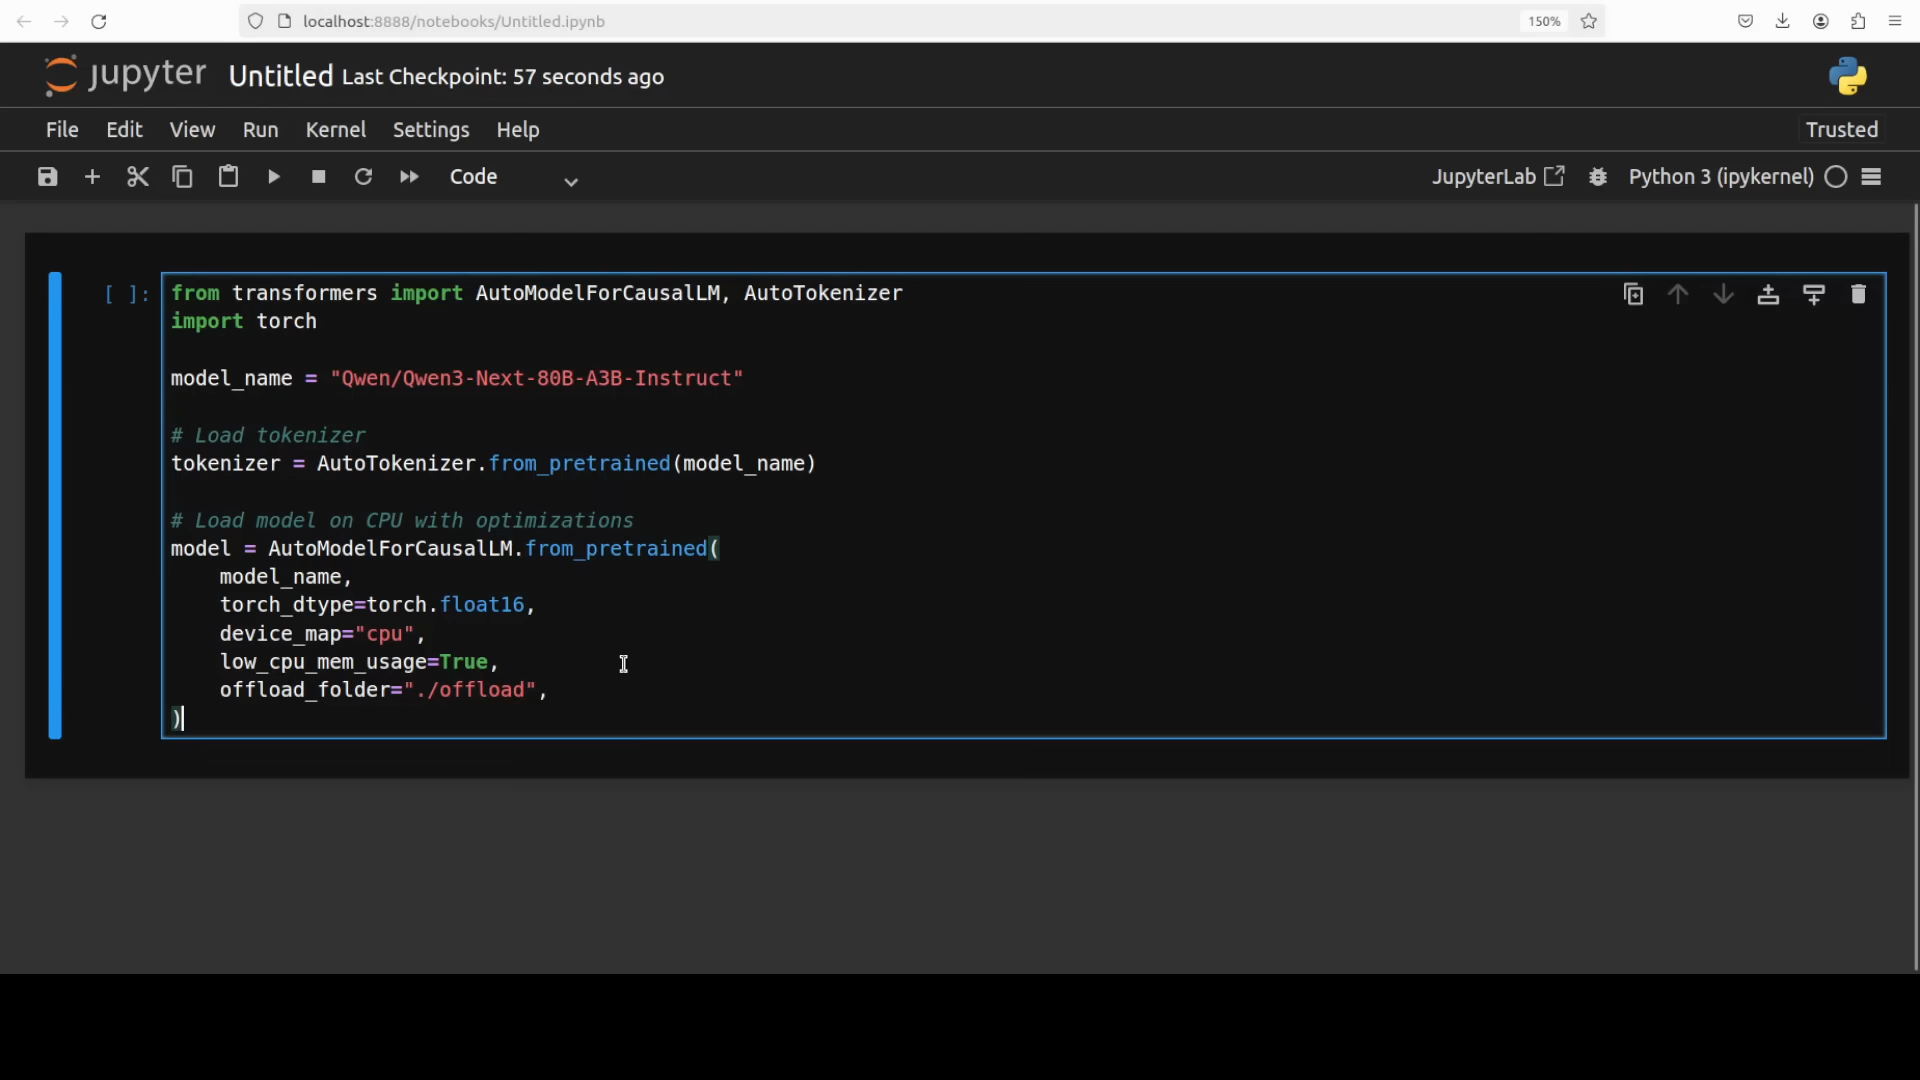 localhost:8888/notebooks/Untitled.ipynb 150%
jupyter Untitled Last Checkpoint: 57 seconds ago
File Edit View Run Kernel Settings Help Trusted
Code JupyterLab Python 3 (ipykernel)
[ ]: from transformers import AutoModelForCausalLM, AutoTokenizer
import torch
model_name = "Qwen/Qwen3-Next-80B-A3B-Instruct"
# Load tokenizer
tokenizer = AutoTokenizer.from_pretrained(model_name)
# Load model on CPU with optimizations
model = AutoModelForCausalLM.from_pretrained(
    model_name,
    torch_dtype=torch.float16,
    device_map="cpu",
    low_cpu_mem_usage=True,
    offload_folder="./offload",
)